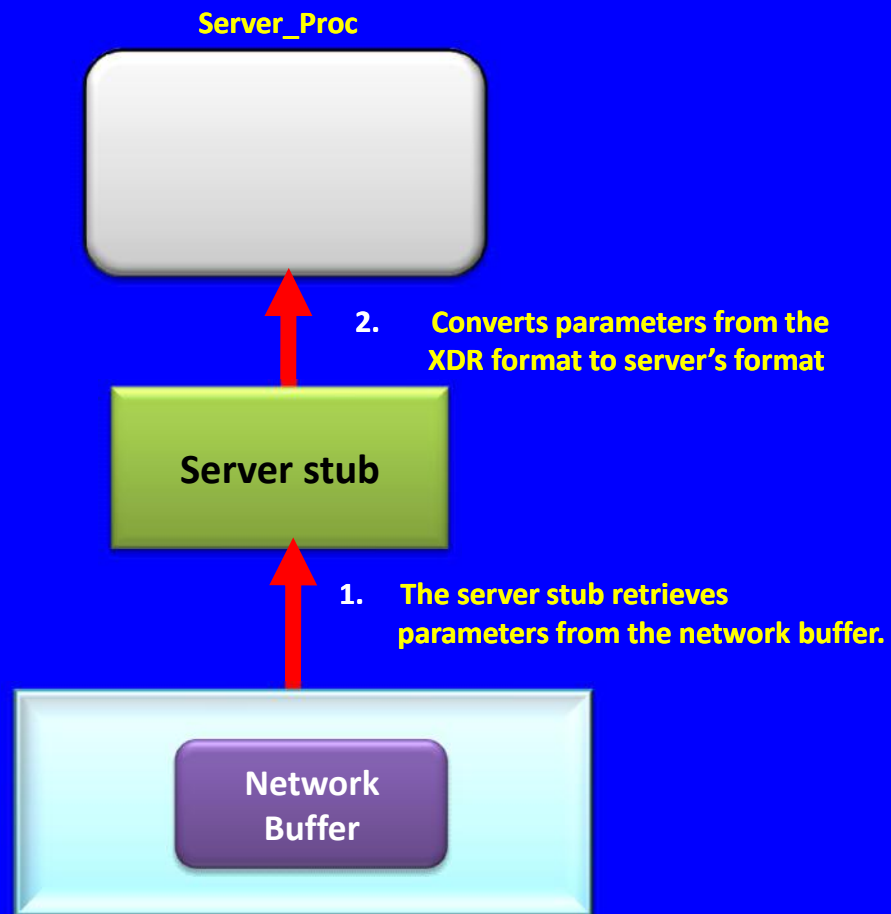 Server_Proc
2. Converts parameters from the
XDR format to server’s format
Server stub
1. The server stub retrieves
parameters from the network buffer.
Network
Buffer